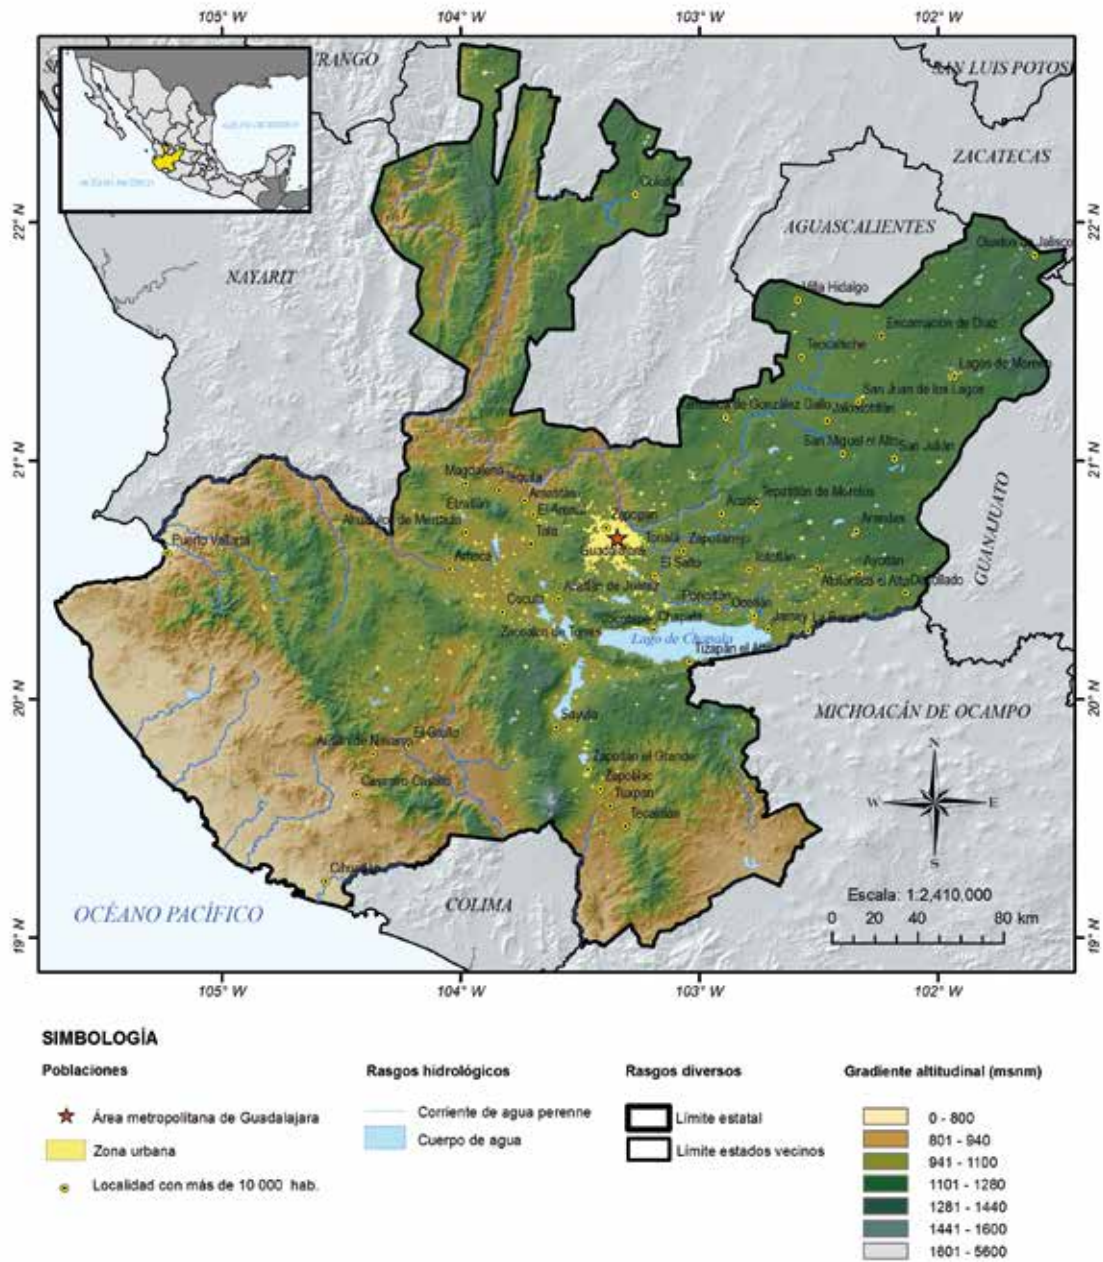 105° W
104° W
103° W
102° W
SAN LUIS POTOSÍ
ZACATECAS
22° N
22° N
AGUASCALIENTES
NAYARIT
Colotlán
Ojuelos de Jalisco
Villa Hidalgo
Encarnación de Díaz
Teocaltiche
Lagos de Moreno
San Juan de los Lagos
de González Gallo
Jalostotitlán
San Miguel el Alto
San Julián
21° N
21° N
Magdalena
Tequila
Amatitán
Etzatlán
El Arenal
Zapopan
Acatic
Tepatitlán de Morelos
Ahualulco de Mercado
Tala
Tonalá
Zapotlanejo
Arandas
Puerto Vallarta
Ameca
Guadalajara
El Salto
Tototlán
Ayotlán
GUANAJUATO
Acatlán de Juárez
Atotonilco el Alto
Degollado
Cocula
Poncitlán
Ocotlán
Jocotepec
Chapala
Jamay
La
Zacoalco de Torres
Lago de Chapala
Tizapán el
20° N
20° N
Sayula
MICHOACÁN DE OCAMPO
Autlán de Navarro
El Grullo
Zapotlán el Grande
Zapotiltic
Casimiro Castillo
Tuxpan
Tecalitlán
N
W
E
S
Cihuatlán
OCÉANO PACÍFICO
COLIMA
Escala: 1:2,410,000
0 20 40 60 80 km
19° N
19° N
105° W
104° W
103° W
102° W
SIMBOLOGÍA
Poblaciones
Área metropolitana de Guadalajara
Zona urbana
Localidad con más de 10 000 hab.
Rasgos hidrológicos
Corriente de agua perenne
Cuerpo de agua
Rasgos diversos
Límite estatal
Límite estados vecinos
Gradiente altitudinal (msnm)
0 - 800
801 - 940
941 - 1100
1101 - 1280
1281 - 1440
1441 - 1600
1601 - 5600